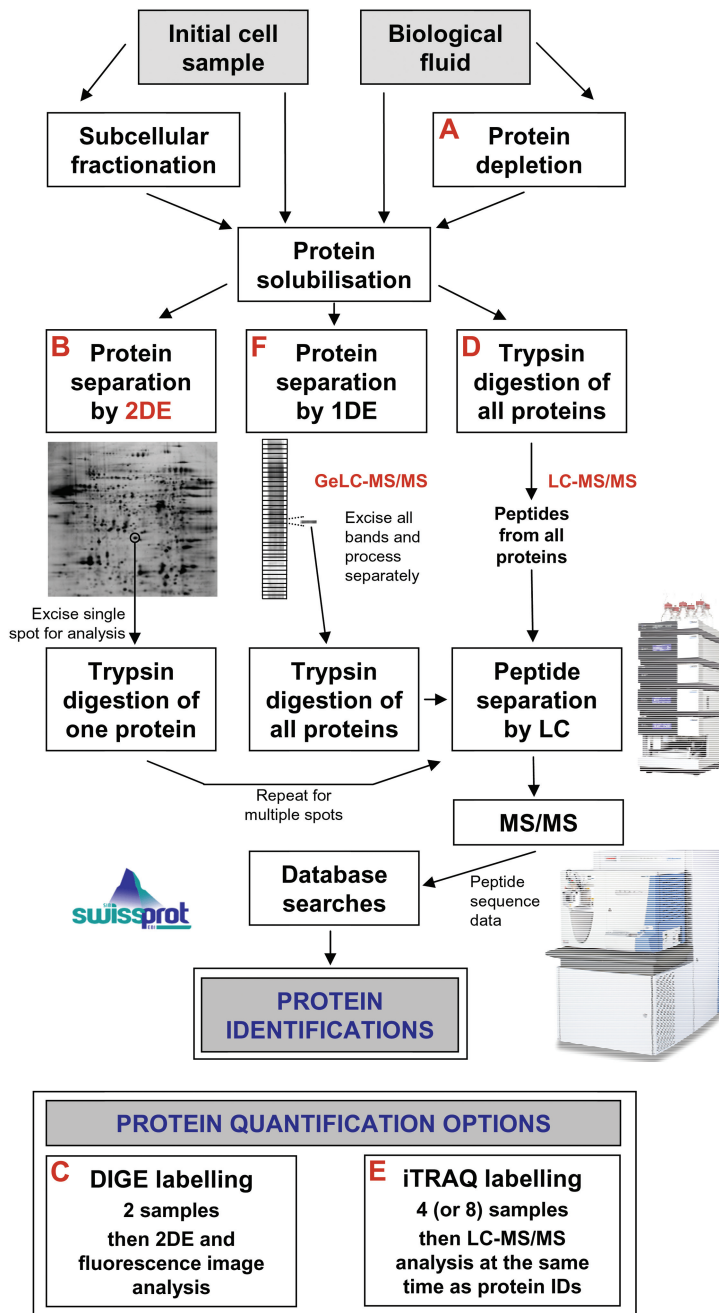 Initial cell
sample
Biological
fluid
Subcellular
fractionation
A
Protein
depletion
Protein
solubilisation
B
Protein
separation
by 2DE
F
Protein
separation
by 1DE
D
Trypsin
digestion of
all proteins
GeLC-MS/MS
Excise all
bands and
process
separately
LC-MS/MS
Peptides
from all
proteins
Excise single
spot for analysis
Trypsin
digestion of
one protein
Trypsin
digestion of
all proteins
Peptide
separation
by LC
Repeat for
multiple spots
MS/MS
Database
searches
Peptide
sequence
data
SIB
swissprot
EBI
PROTEIN
IDENTIFICATIONS
PROTEIN QUANTIFICATION OPTIONS
C
DIGE labelling
2 samples
then 2DE and
fluorescence image
analysis
E
iTRAQ labelling
4 (or 8) samples
then LC-MS/MS
analysis at the same
time as protein IDs